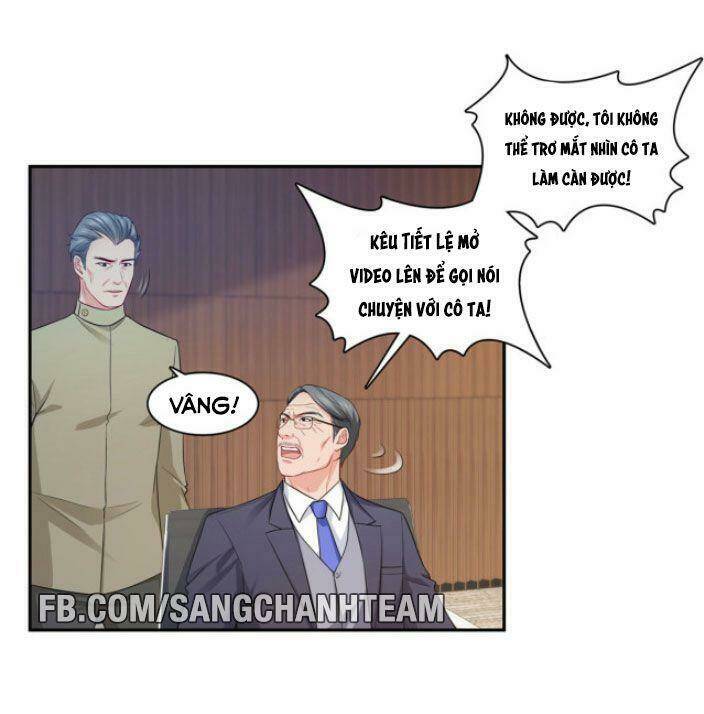 KHÔNG ĐƯỢC, TÔI KHÔNG
THỂ TRƠ MẮT NHÌN CÔ TA
LÀM CÀN ĐƯỢC!
KÊU TIẾT LỆ MỞ
VIDEO LÊN ĐỂ GỌI NÓI
CHUYỆN VỚI CÔ TA!
VÂNG!
FB.COM/SANGCHANHTEAM